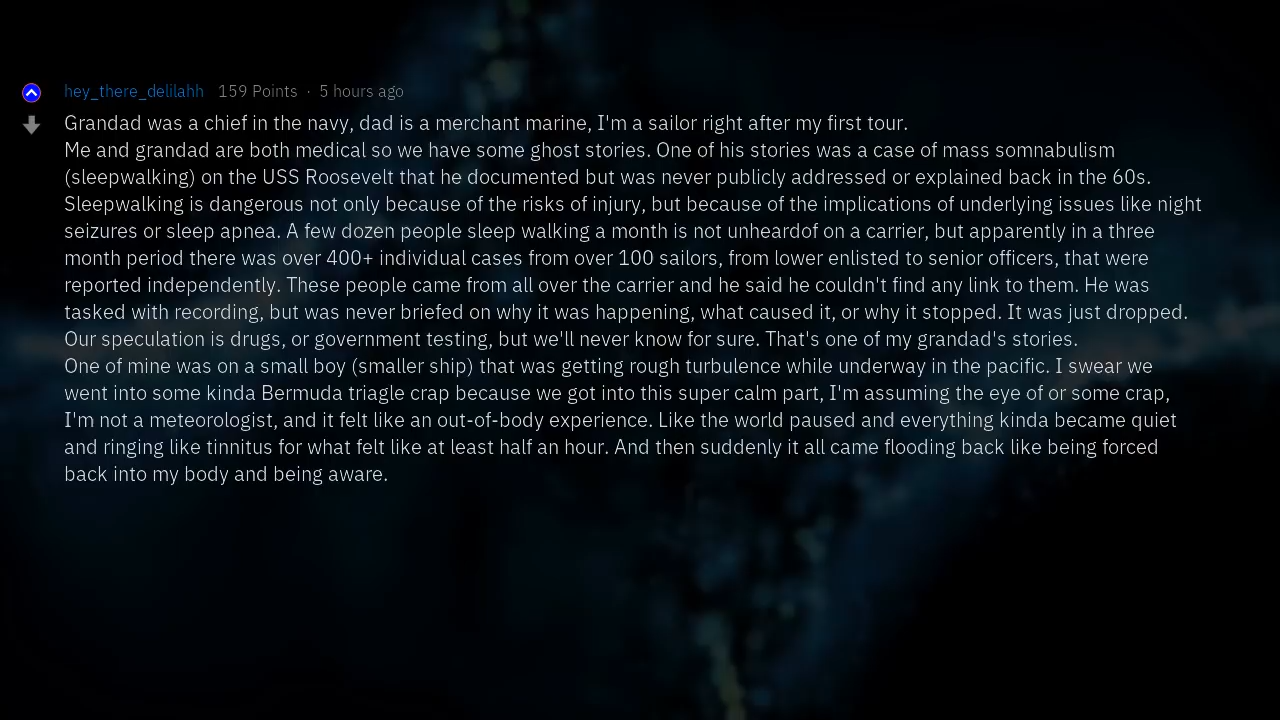 hey_there_delilahh 159 Points · 5 hours ago
Grandad was a chief in the navy, dad is a merchant marine, I'm a sailor right after my first tour.
Me and grandad are both medical so we have some ghost stories. One of his stories was a case of mass somnabulism
(sleepwalking) on the USS Roosevelt that he documented but was never publicly addressed or explained back in the 60s.
Sleepwalking is dangerous not only because of the risks of injury, but because of the implications of underlying issues like night
seizures or sleep apnea. A few dozen people sleep walking a month is not unheardof on a carrier, but apparently in a three
month period there was over 400+ individual cases from over 100 sailors, from lower enlisted to senior officers, that were
reported independently. These people came from all over the carrier and he said he couldn't find any link to them. He was
tasked with recording, but was never briefed on why it was happening, what caused it, or why it stopped. It was just dropped.
Our speculation is drugs, or government testing, but we'll never know for sure. That's one of my grandad's stories.
One of mine was on a small boy (smaller ship) that was getting rough turbulence while underway in the pacific. I swear we
went into some kinda Bermuda triagle crap because we got into this super calm part, I'm assuming the eye of or some crap,
I'm not a meteorologist, and it felt like an out-of-body experience. Like the world paused and everything kinda became quiet
and ringing like tinnitus for what felt like at least half an hour. And then suddenly it all came flooding back like being forced
back into my body and being aware.